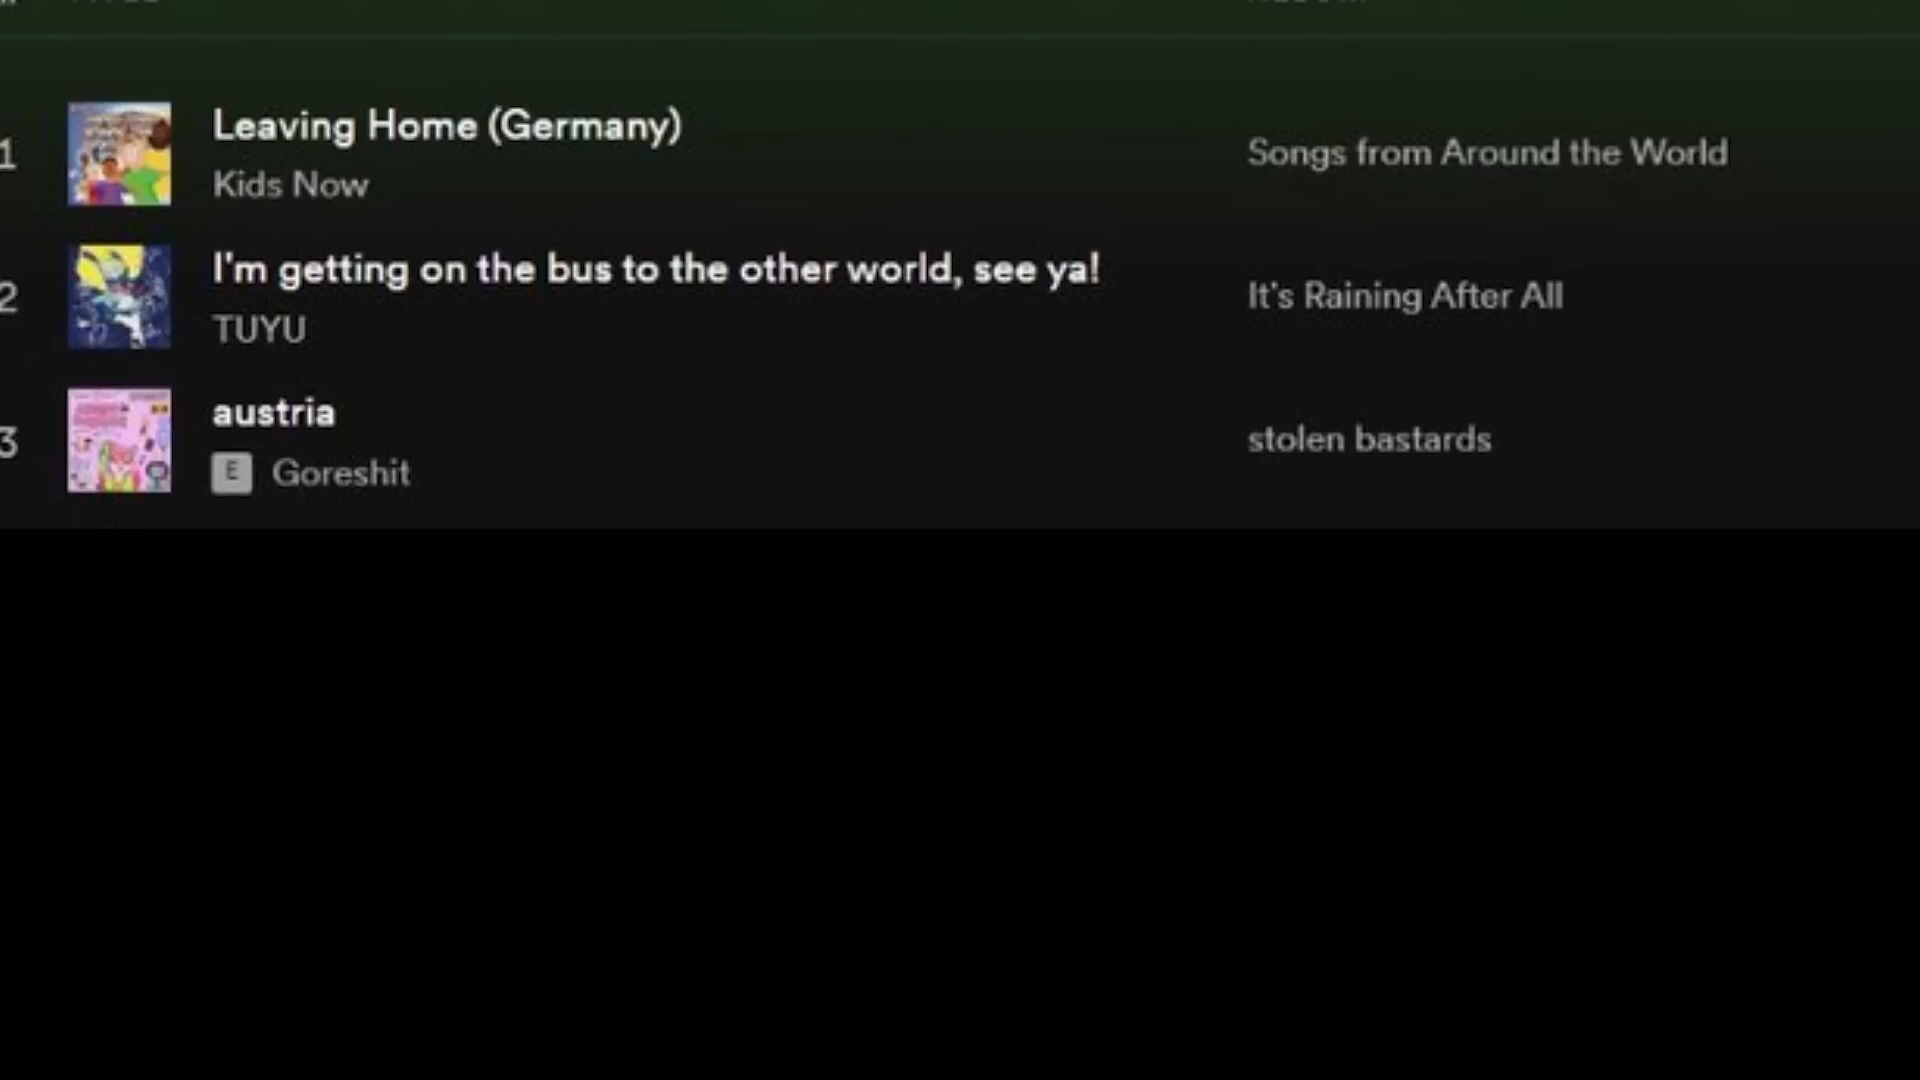 1
Leaving Home (Germany)
Kids Now
Songs from Around the World
2
I'm getting on the bus to the other world, see ya!
TUYU
It's Raining After All
3
austria
E Goreshit
stolen bastards